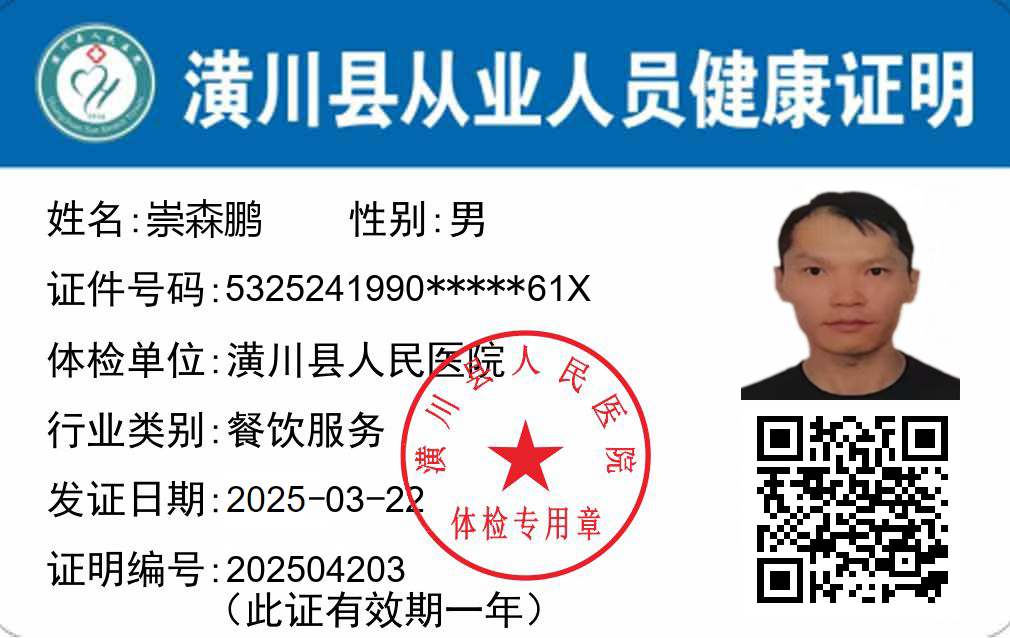 潢川县从业人员健康证明
姓名:崇森鹏 性别:男
证件号码:5325241990*****61X
体检单位:潢川县人民医院
行业类别:餐饮服务
发证日期:2025-03-22
证明编号:202504203
（此证有效期一年）
潢川县人民医院
体检专用章